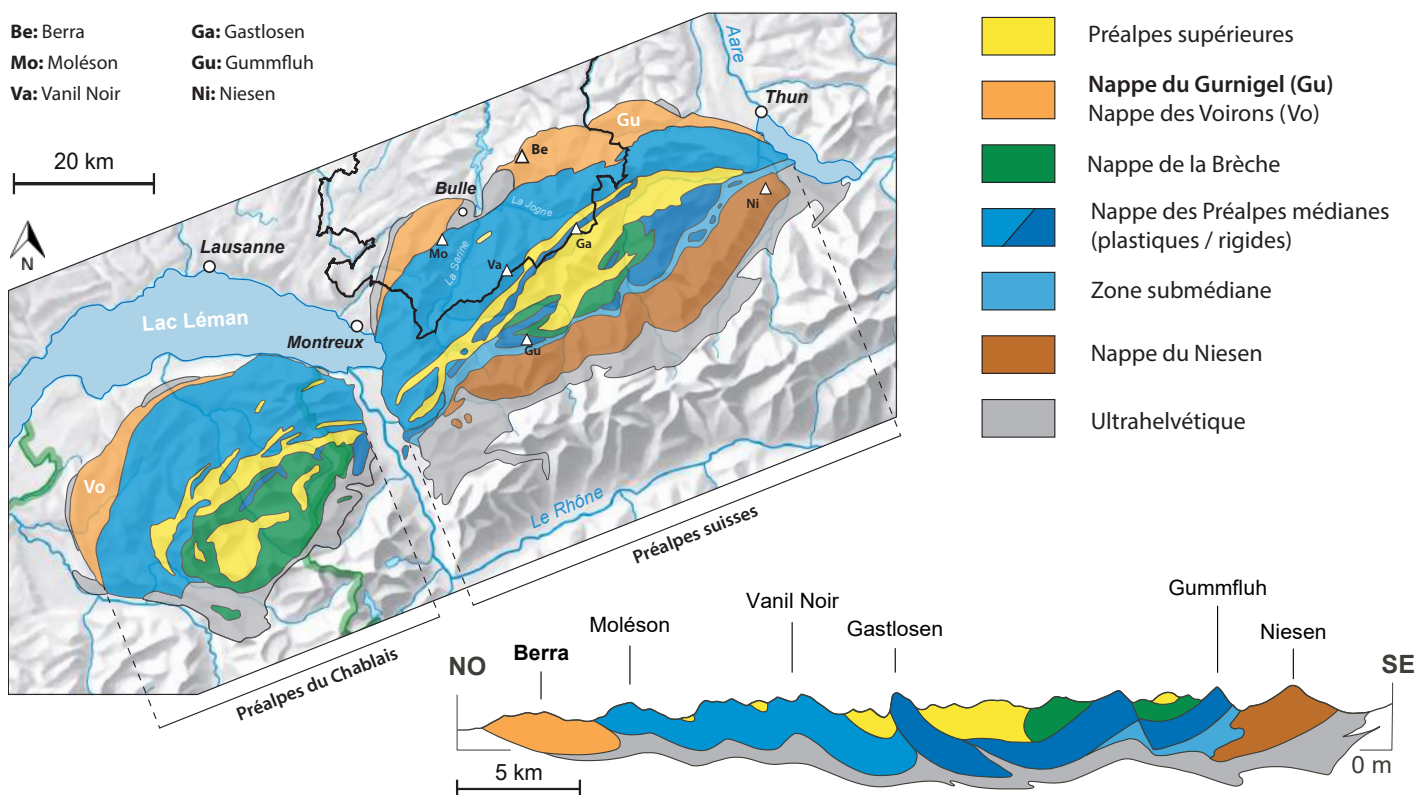 Be: Berra
Mo: Moléson
Va: Vanil Noir
Ga: Gastlosen
Gu: Gummfluh
Ni: Niesen
20 km
N
Aare
Thun
Gu
Be
Bulle
La Jogne
Ni
Lausanne
Mo
La Sarine
Ga
Va
Lac Léman
Montreux
Gu
Vo
Le Rhône
Préalpes suisses
Préalpes du Chablais
Préalpes supérieures
Nappe du Gurnigel (Gu)
Nappe des Voirons (Vo)
Nappe de la Brèche
Nappe des Préalpes médianes
(plastiques / rigides)
Zone submédiane
Nappe du Niesen
Ultrahelvétique
NO
Berra
Moléson
Vanil Noir
Gastlosen
Gummfluh
Niesen
SE
0 m
5 km